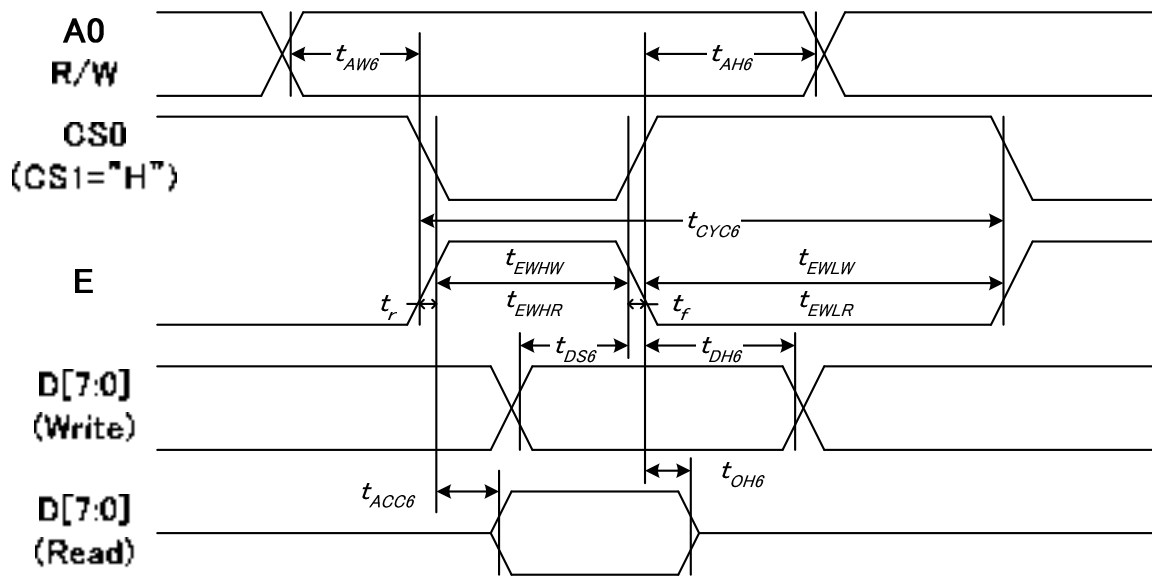 A0
R/W
tAW6
tAH6
CS0
(CS1="H")
tCYC6
E
tEWHW
tEWLW
tr
tEWHR
tf
tEWLR
tDS6
tDH6
D[7:0]
(Write)
tACC6
tOH6
D[7:0]
(Read)